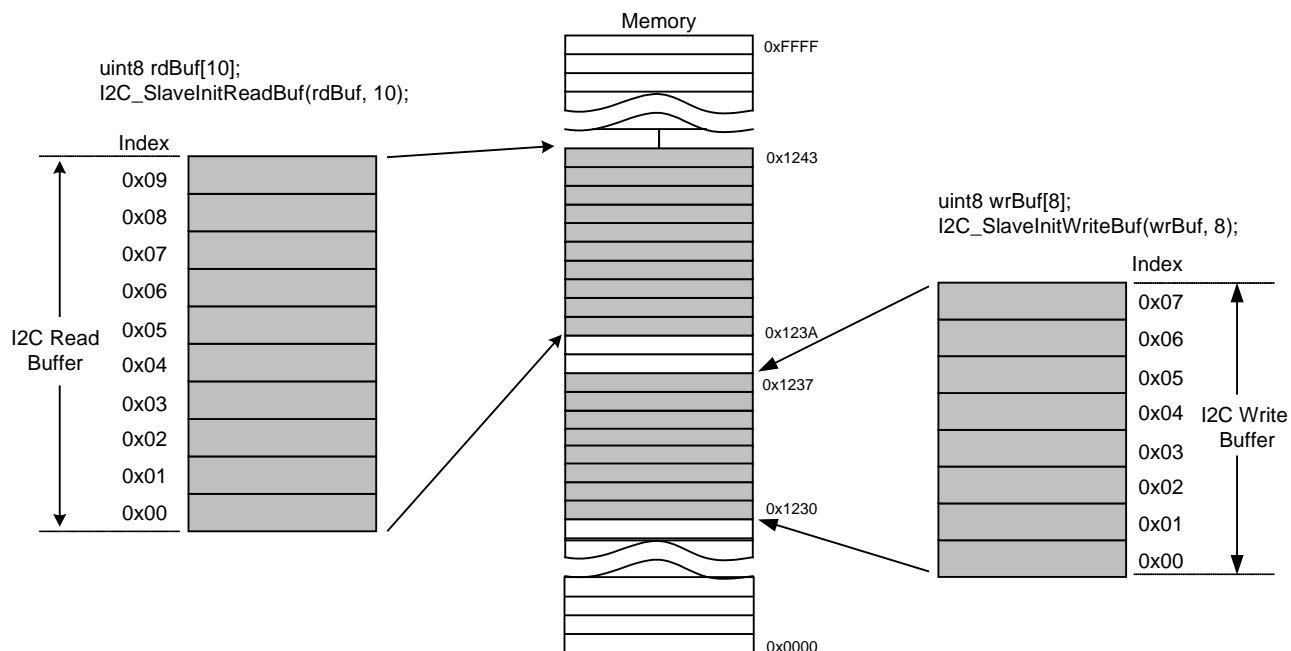 Memory
0xFFFF
uint8 rdBuf[10];
I2C_SlaveInitReadBuf(rdBuf, 10);
Index
0x09
0x08
0x07
0x06
0x05
0x04
0x03
0x02
0x01
0x00
I2C Read
Buffer
0x1243
0x123A
0x1237
0x1230
0x0000
uint8 wrBuf[8];
I2C_SlaveInitWriteBuf(wrBuf, 8);
Index
0x07
0x06
0x05
0x04
0x03
0x02
0x01
0x00
I2C Write
Buffer